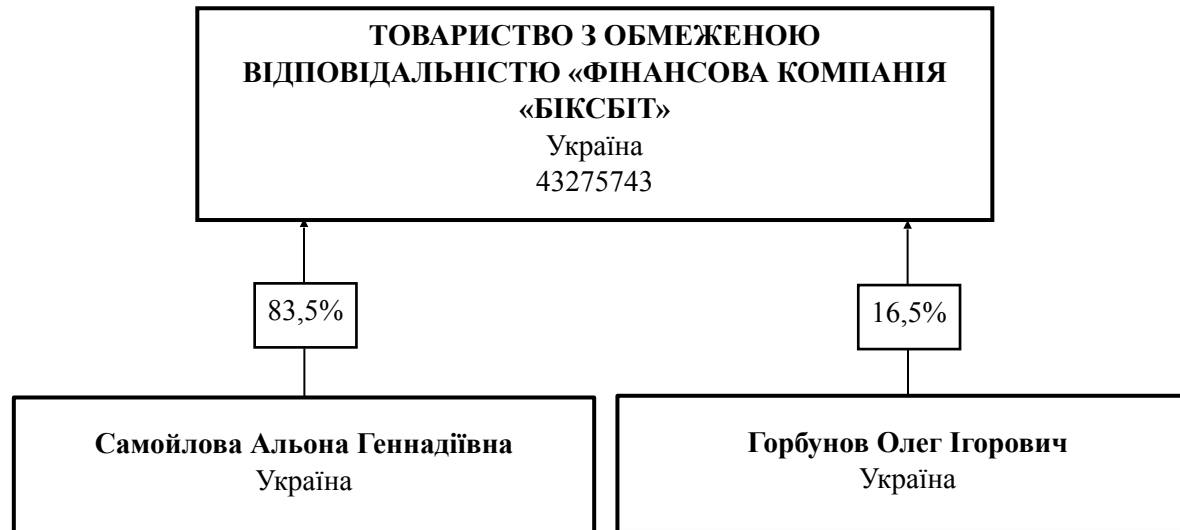 ТОВАРИСТВО З ОБМЕЖЕНОЮ
ВІДПОВІДАЛЬНІСТЮ «ФІНАНСОВА КОМПАНІЯ
«БІКСБІТ»
Україна
43275743
83,5%
16,5%
Самойлова Альона Геннадіївна
Україна
Горбунов Олег Ігорович
Україна